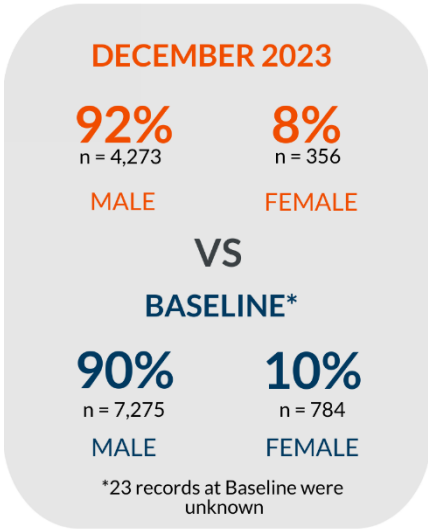 DECEMBER 2023
92% 8%
n = 4,273 n = 356
MALE FEMALE
VS
BASELINE*
90% 10%
n = 7,275 n = 784
MALE FEMALE
*23 records at Baseline were
unknown